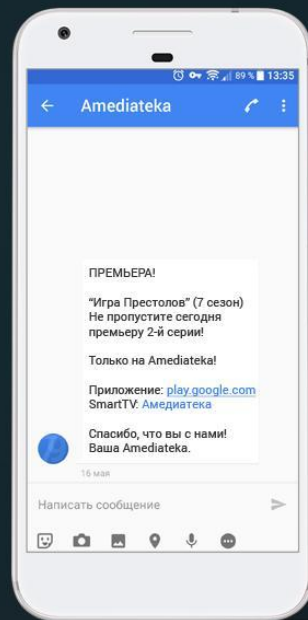 89 % 13:35
Amediateka
ПРЕМЬЕРА!
“Игра Престолов” (7 сезон)
Не пропустите сегодня
премьеру 2-й серии!
Только на Amediateka!
Приложение: play.google.com
SmartTV: Амедиатека
Спасибо, что вы с нами!
Ваша Amediateka.
16 мая
Написать сообщение